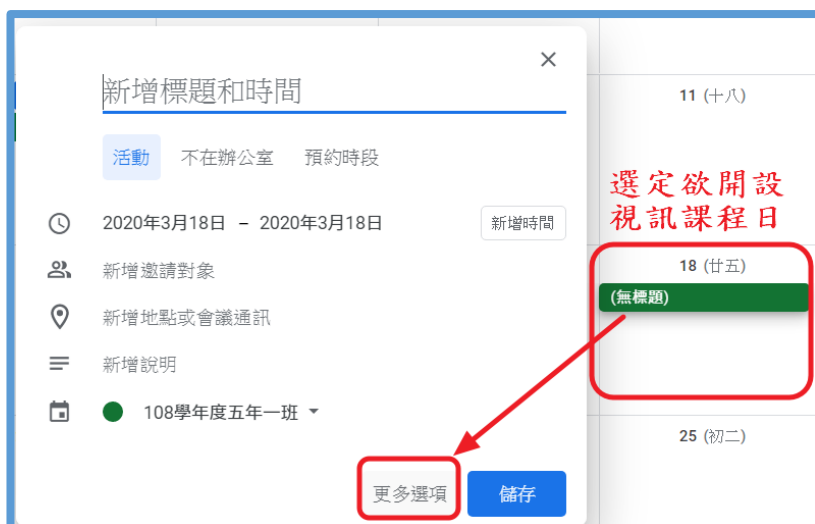 新增標題和時間
活動 不在辦公室 預約時段
2020年3月18日 – 2020年3月18日 新增時間
新增邀請對象
新增地點或會議通訊
新增說明
108學年度五年一班
更多選項 儲存
11 (十八)
選定欲開設
視訊課程日
18 (廿五)
(無標題)
25 (初二)